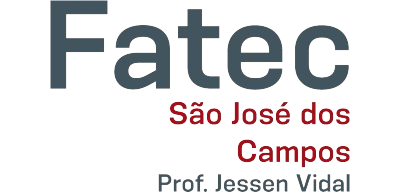 Fatec
São José dos
Campos
Prof. Jessen Vidal